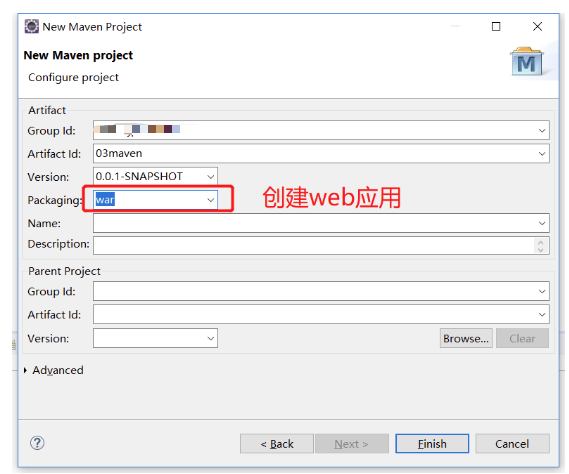 New Maven Project
New Maven project
Configure project
M
Artifact
Group Id:
Artifact Id: 03maven
Version: 0.0.1-SNAPSHOT
Packaging: war 创建web应用
Name:
Description:
Parent Project
Group Id:
Artifact Id:
Version: Browse... Clear
Advanced
? < Back Next > Finish Cancel